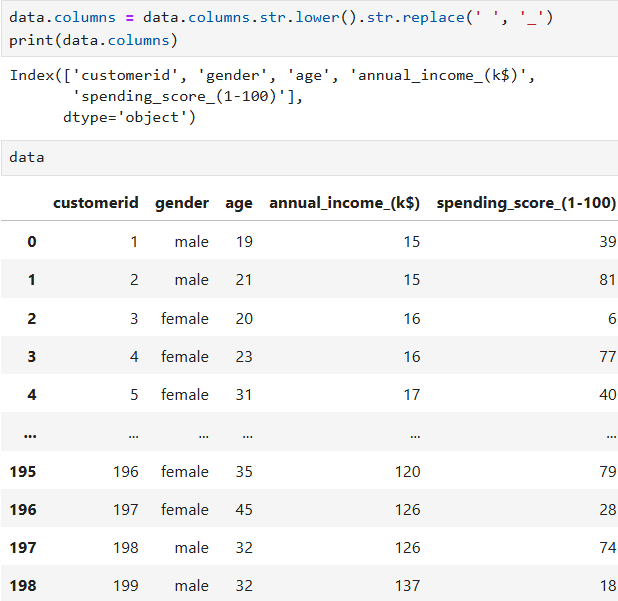 data.columns = data.columns.str.lower().str.replace(' ', '_')
print(data.columns)
Index(['customerid', 'gender', 'age', 'annual_income_(k$)',
'spending_score_(1-100)'],
dtype='object')
data
customerid gender age annual_income_(k$) spending_score_(1-100)
0 1 male 19 15 39
1 2 male 21 15 81
2 3 female 20 16 6
3 4 female 23 16 77
4 5 female 31 17 40
... ... ... ... ... ...
195 196 female 35 120 79
196 197 female 45 126 28
197 198 male 32 126 74
198 199 male 32 137 18